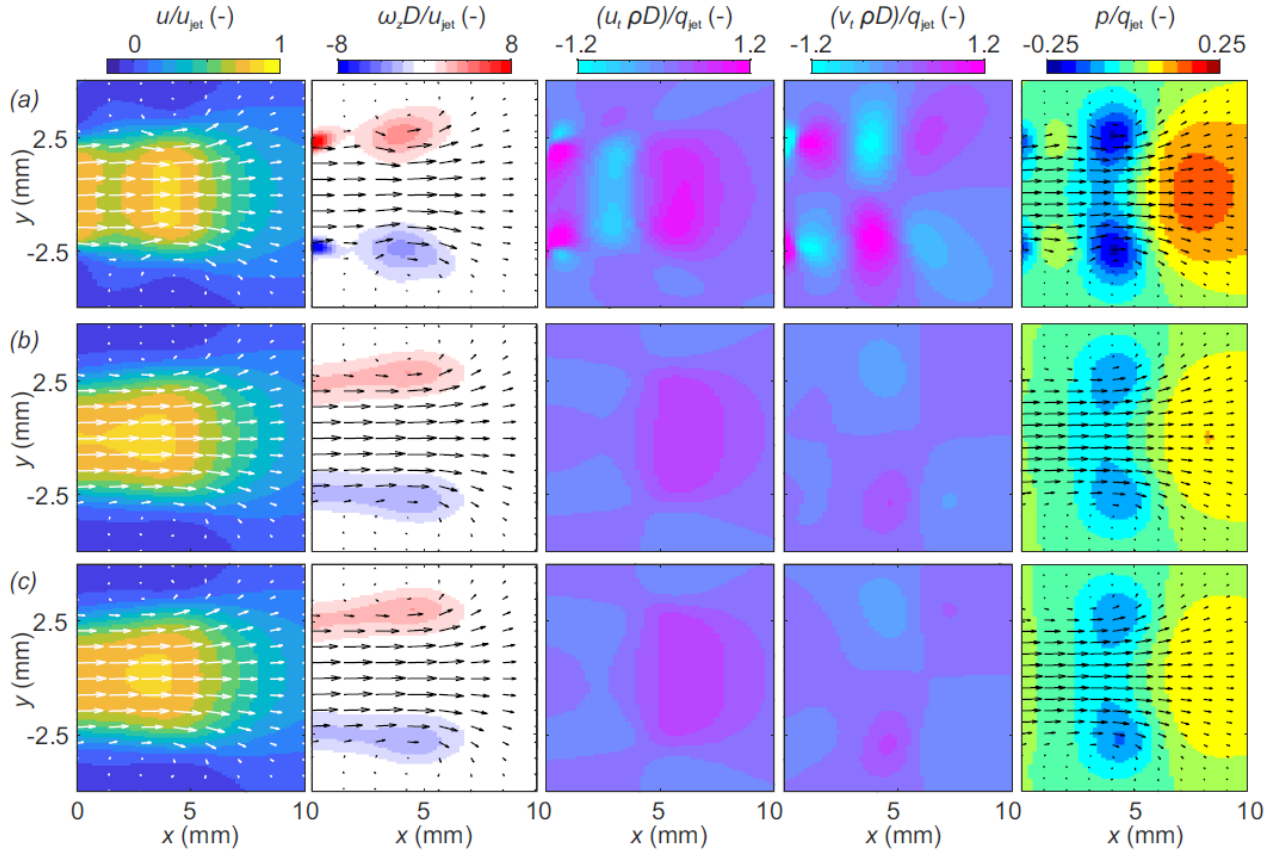 u/u_jet (-) ω_zD/u_jet (-) (u_t ρD)/q_jet (-) (v_t ρD)/q_jet (-) p/q_jet (-)
0 1 -8 8 -1.2 1.2 -1.2 1.2 -0.25 0.25
(a)
2.5
y (mm)
-2.5
(b)
2.5
y (mm)
-2.5
(c)
2.5
y (mm)
-2.5
0 5 10 5 10 5 10 5 10 5 10
x (mm) x (mm) x (mm) x (mm) x (mm)